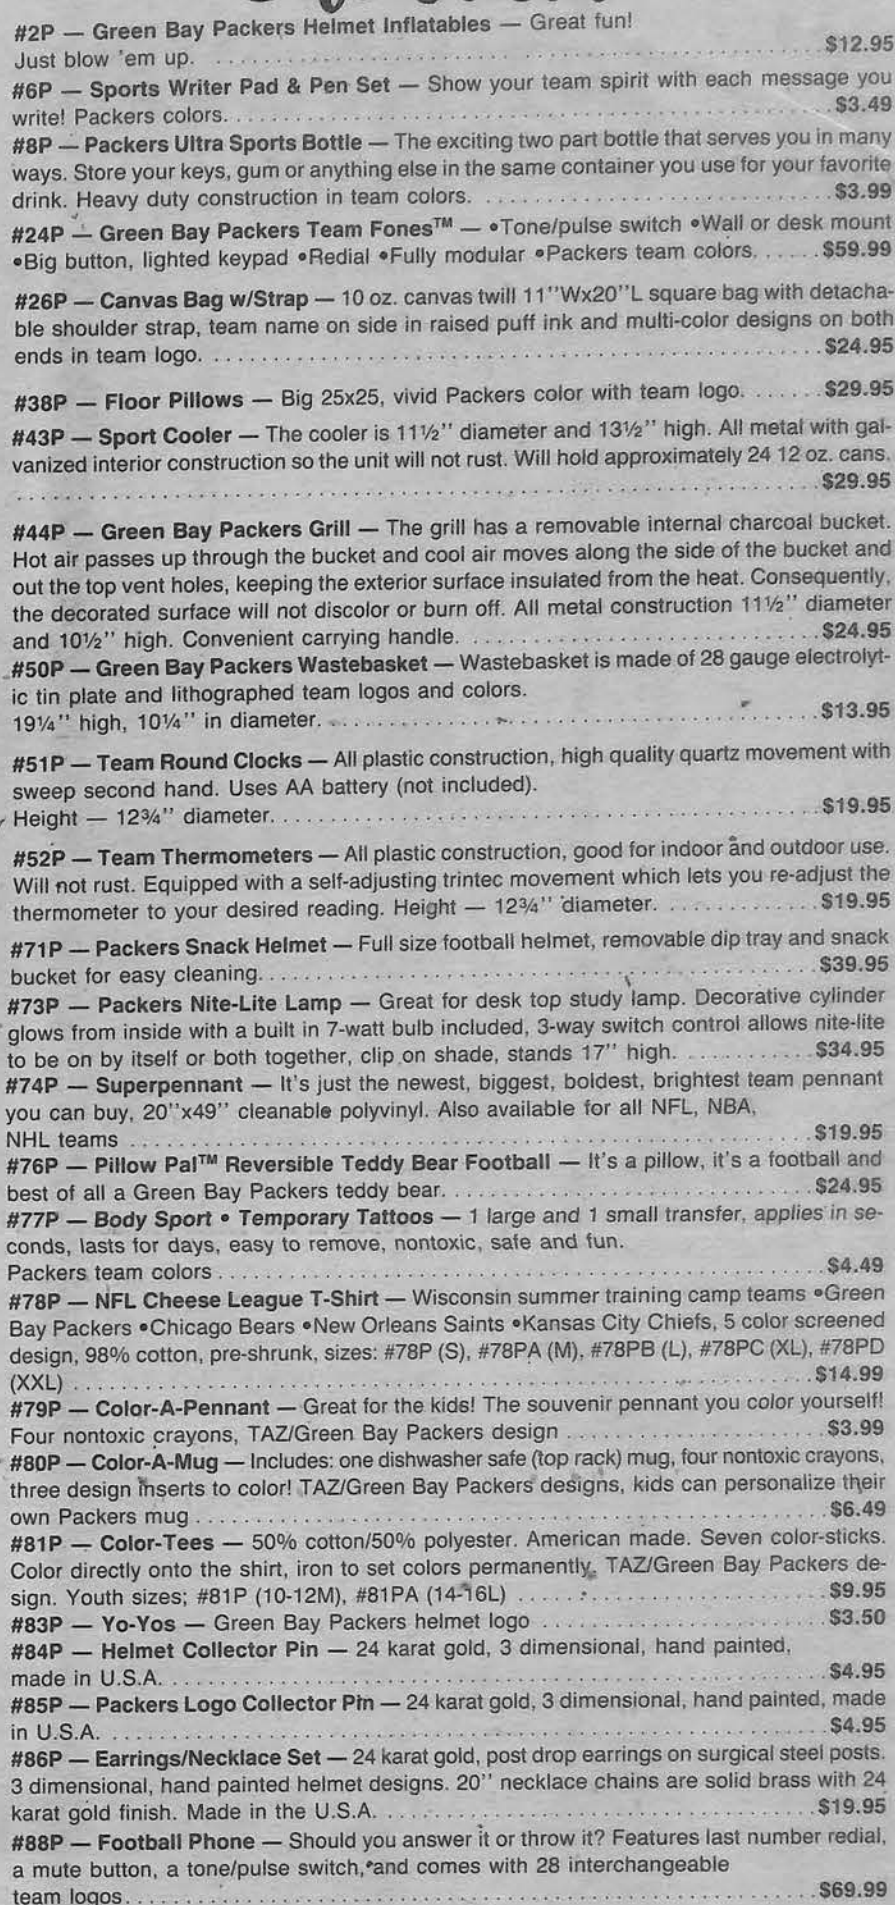 #2P — Green Bay Packers Helmet Inflatables — Great fun!
Just blow 'em up. . . . . . . . . . . . . . . . . . . . $12.95
#6P — Sports Writer Pad & Pen Set — Show your team spirit with each message you
write! Packers colors. . . . . . . . . . . . . . . . . . . . $3.49
#8P — Packers Ultra Sports Bottle — The exciting two part bottle that serves you in many
ways. Store your keys, gum or anything else in the same container you use for your favorite
drink. Heavy duty construction in team colors. . . . . . . . . . . $3.99
#24P — Green Bay Packers Team Fones™ — •Tone/pulse switch •Wall or desk mount
•Big button, lighted keypad •Redial •Fully modular •Packers team colors. . . . . . $59.99
#26P — Canvas Bag w/Strap — 10 oz. canvas twill 11''Wx20''L square bag with detacha-
ble shoulder strap, team name on side in raised puff ink and multi-color designs on both
ends in team logo. . . . . . . . . . . . . . . . . . . . $24.95
#38P — Floor Pillows — Big 25x25, vivid Packers color with team logo. . . . . . . $29.95
#43P — Sport Cooler — The cooler is 11½'' diameter and 13½'' high. All metal with gal-
vanized interior construction so the unit will not rust. Will hold approximately 24 12 oz. cans.
. . . . . . . . . . . . . . . . . . . . $29.95
#44P — Green Bay Packers Grill — The grill has a removable internal charcoal bucket.
Hot air passes up through the bucket and cool air moves along the side of the bucket and
out the top vent holes, keeping the exterior surface insulated from the heat. Consequently,
the decorated surface will not discolor or burn off. All metal construction 11½'' diameter
and 10½'' high. Convenient carrying handle. . . . . . . . . . . $24.95
#50P — Green Bay Packers Wastebasket — Wastebasket is made of 28 gauge electrolyt-
ic tin plate and lithographed team logos and colors.
19¼'' high, 10¼'' in diameter. . . . . . . . . . . . . . . . $13.95
#51P — Team Round Clocks — All plastic construction, high quality quartz movement with
sweep second hand. Uses AA battery (not included).
Height — 12¾'' diameter. . . . . . . . . . . . . . . . . . $19.95
#52P — Team Thermometers — All plastic construction, good for indoor and outdoor use.
Will not rust. Equipped with a self-adjusting trintec movement which lets you re-adjust the
thermometer to your desired reading. Height — 12¾'' diameter. . . . . . . . $19.95
#71P — Packers Snack Helmet — Full size football helmet, removable dip tray and snack
bucket for easy cleaning. . . . . . . . . . . . . . . . . . $39.95
#73P — Packers Nite-Lite Lamp — Great for desk top study lamp. Decorative cylinder
glows from inside with a built in 7-watt bulb included, 3-way switch control allows nite-lite
to be on by itself or both together, clip on shade, stands 17'' high. . . . . . . . $34.95
#74P — Superpennant — It's just the newest, biggest, boldest, brightest team pennant
you can buy, 20''x49'' cleanable polyvinyl. Also available for all NFL, NBA,
NHL teams . . . . . . . . . . . . . . . . . . . . $19.95
#76P — Pillow Pal™ Reversible Teddy Bear Football — It's a pillow, it's a football and
best of all a Green Bay Packers teddy bear. . . . . . . . . . . $24.95
#77P — Body Sport • Temporary Tattoos — 1 large and 1 small transfer, applies in se-
conds, lasts for days, easy to remove, nontoxic, safe and fun.
Packers team colors . . . . . . . . . . . . . . . . . . . . $4.49
#78P — NFL Cheese League T-Shirt — Wisconsin summer training camp teams •Green
Bay Packers •Chicago Bears •New Orleans Saints •Kansas City Chiefs, 5 color screened
design, 98% cotton, pre-shrunk, sizes: #78P (S), #78PA (M), #78PB (L), #78PC (XL), #78PD
(XXL) . . . . . . . . . . . . . . . . . . . . $14.99
#79P — Color-A-Pennant — Great for the kids! The souvenir pennant you color yourself!
Four nontoxic crayons, TAZ/Green Bay Packers design . . . . . . . . . . $3.99
#80P — Color-A-Mug — Includes: one dishwasher safe (top rack) mug, four nontoxic crayons,
three design inserts to color! TAZ/Green Bay Packers designs, kids can personalize their
own Packers mug . . . . . . . . . . . . . . . . . . . . $6.49
#81P — Color-Tees — 50% cotton/50% polyester. American made. Seven color-sticks.
Color directly onto the shirt, iron to set colors permanently. TAZ/Green Bay Packers de-
sign. Youth sizes; #81P (10-12M), #81PA (14-16L) . . . . . . . . . . $9.95
#83P — Yo-Yos — Green Bay Packers helmet logo . . . . . . . . . . $3.50
#84P — Helmet Collector Pin — 24 karat gold, 3 dimensional, hand painted,
made in U.S.A. . . . . . . . . . . . . . . . . . . . . $4.95
#85P — Packers Logo Collector Pin — 24 karat gold, 3 dimensional, hand painted, made
in U.S.A. . . . . . . . . . . . . . . . . . . . . $4.95
#86P — Earrings/Necklace Set — 24 karat gold, post drop earrings on surgical steel posts.
3 dimensional, hand painted helmet designs. 20'' necklace chains are solid brass with 24
karat gold finish. Made in the U.S.A. . . . . . . . . . . . . . $19.95
#88P — Football Phone — Should you answer it or throw it? Features last number redial,
a mute button, a tone/pulse switch, and comes with 28 interchangeable
team logos. . . . . . . . . . . . . . . . . . . . $69.99